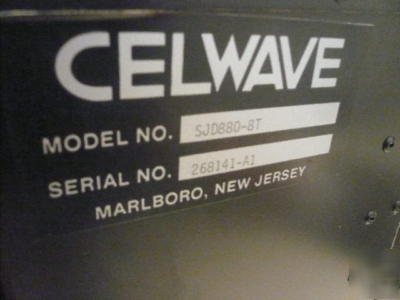 CELWAVE
MODEL NO. SJD880-8T
SERIAL NO. 268141-A1
MARLBORO, NEW JERSEY